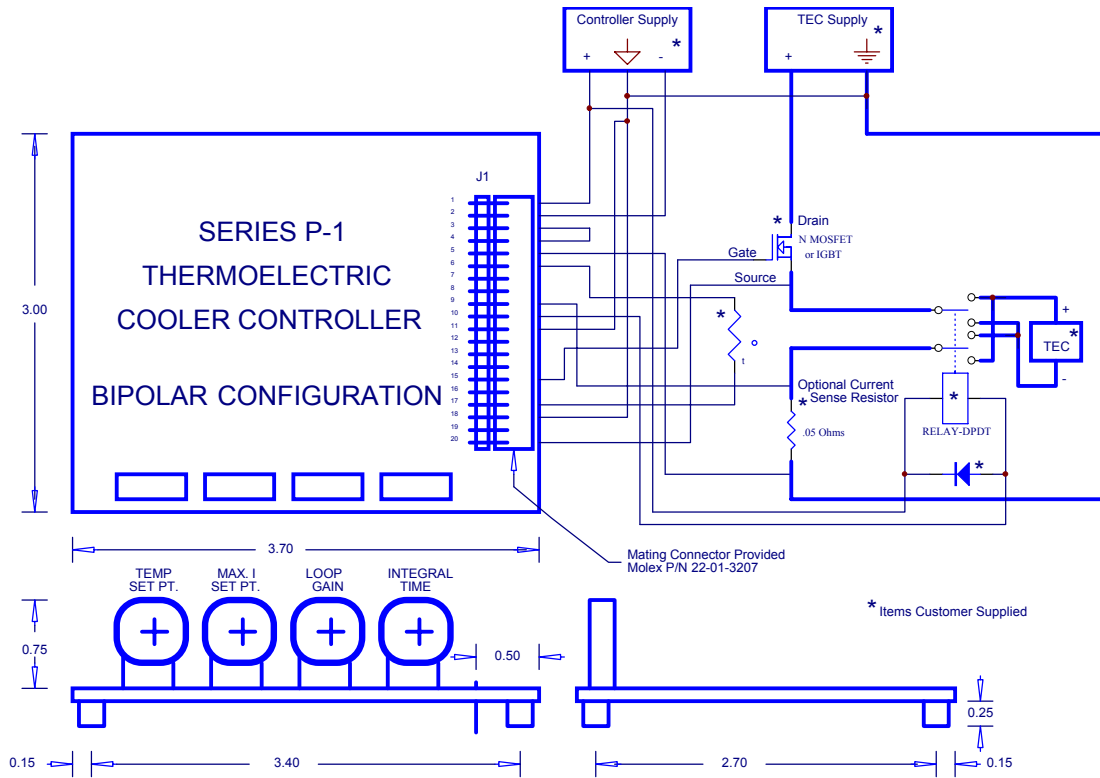 Controller Supply
*
+
-
TEC Supply
*
+
J1
1
2
3
4
5
6
7
8
9
10
11
12
13
14
15
16
17
18
19
20
SERIES P-1
THERMOELECTRIC
COOLER CONTROLLER
BIPOLAR CONFIGURATION
3.00
* Drain
N MOSFET
or IGBT
Gate
Source
*
t
o
+
TEC
*
-
Optional Current
Sense Resistor
*
.05 Ohms
*
RELAY-DPDT
*
3.70
Mating Connector Provided
Molex P/N 22-01-3207
TEMP
SET PT.
MAX. I
SET PT.
LOOP
GAIN
INTEGRAL
TIME
* Items Customer Supplied
0.75
0.50
0.25
0.15
3.40
2.70
0.15